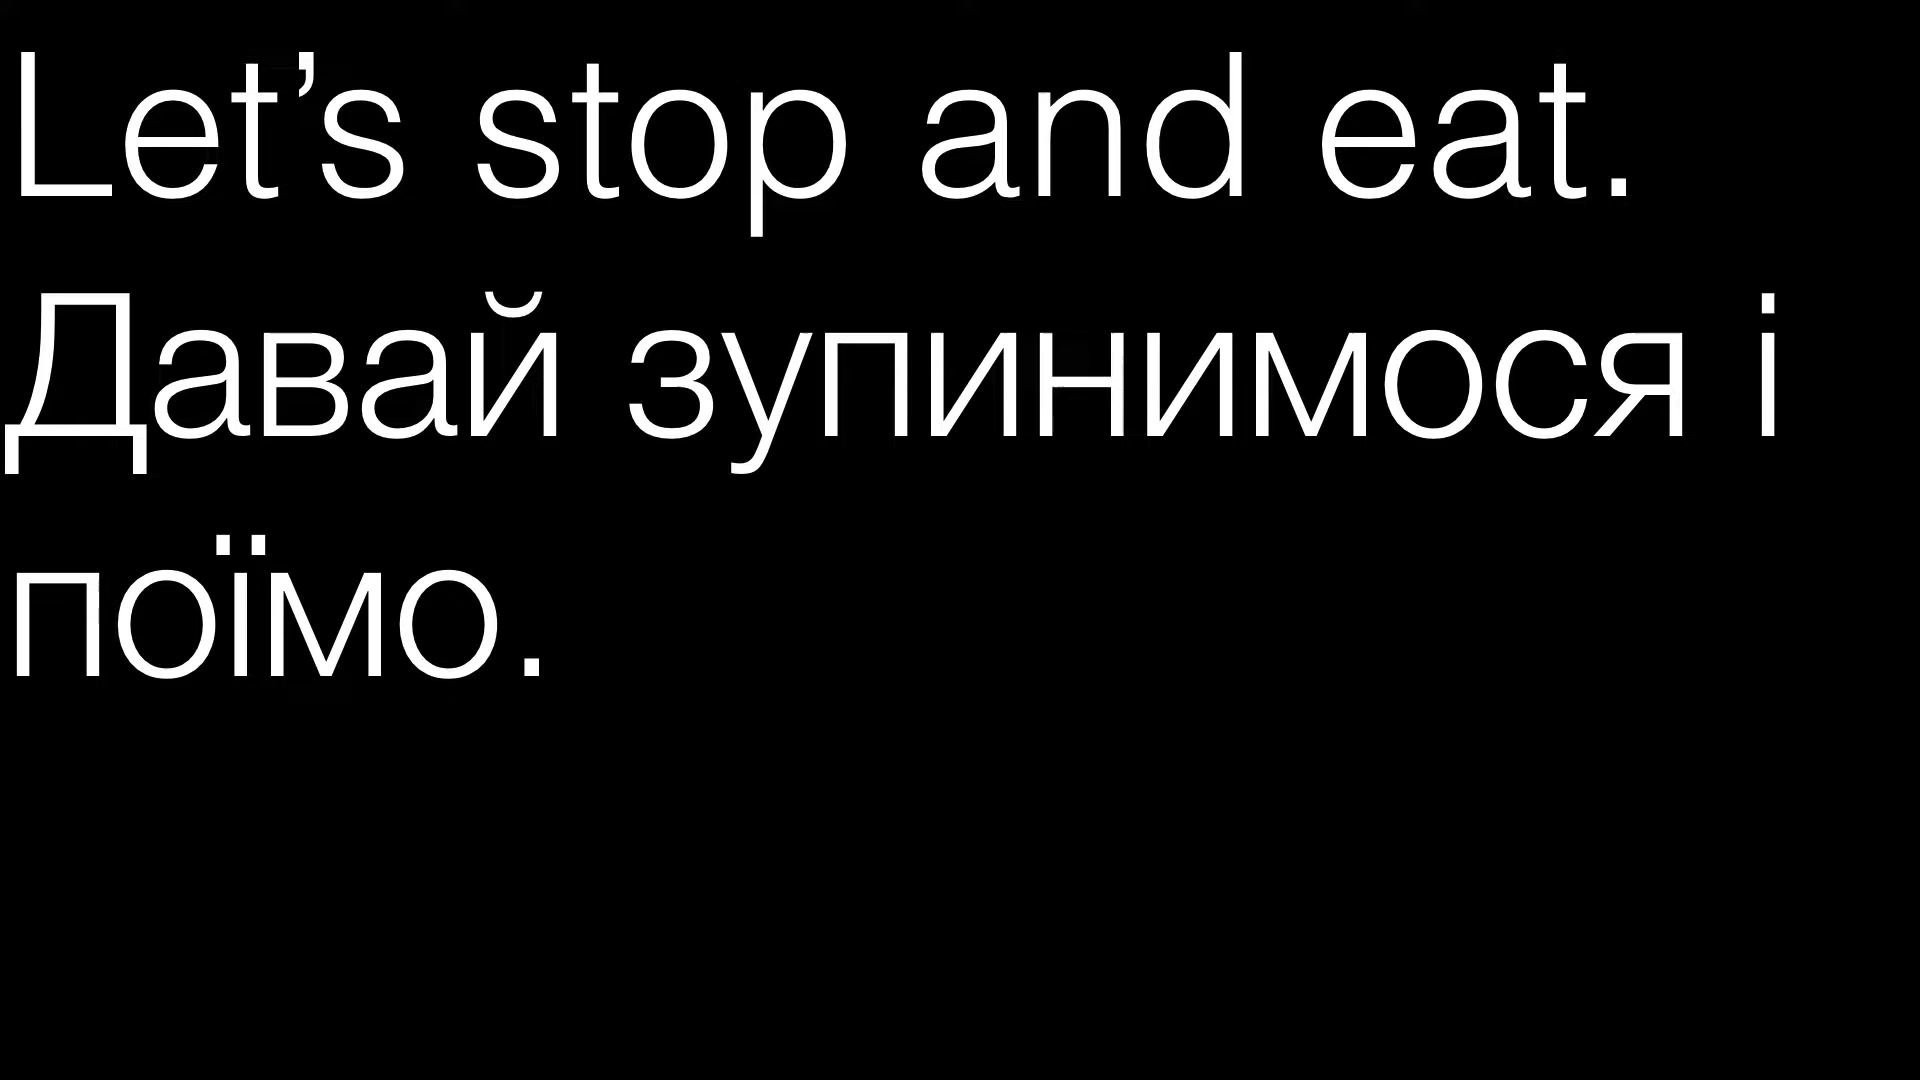 Let’s stop and eat.
Давай зупинимося і
поїмо.